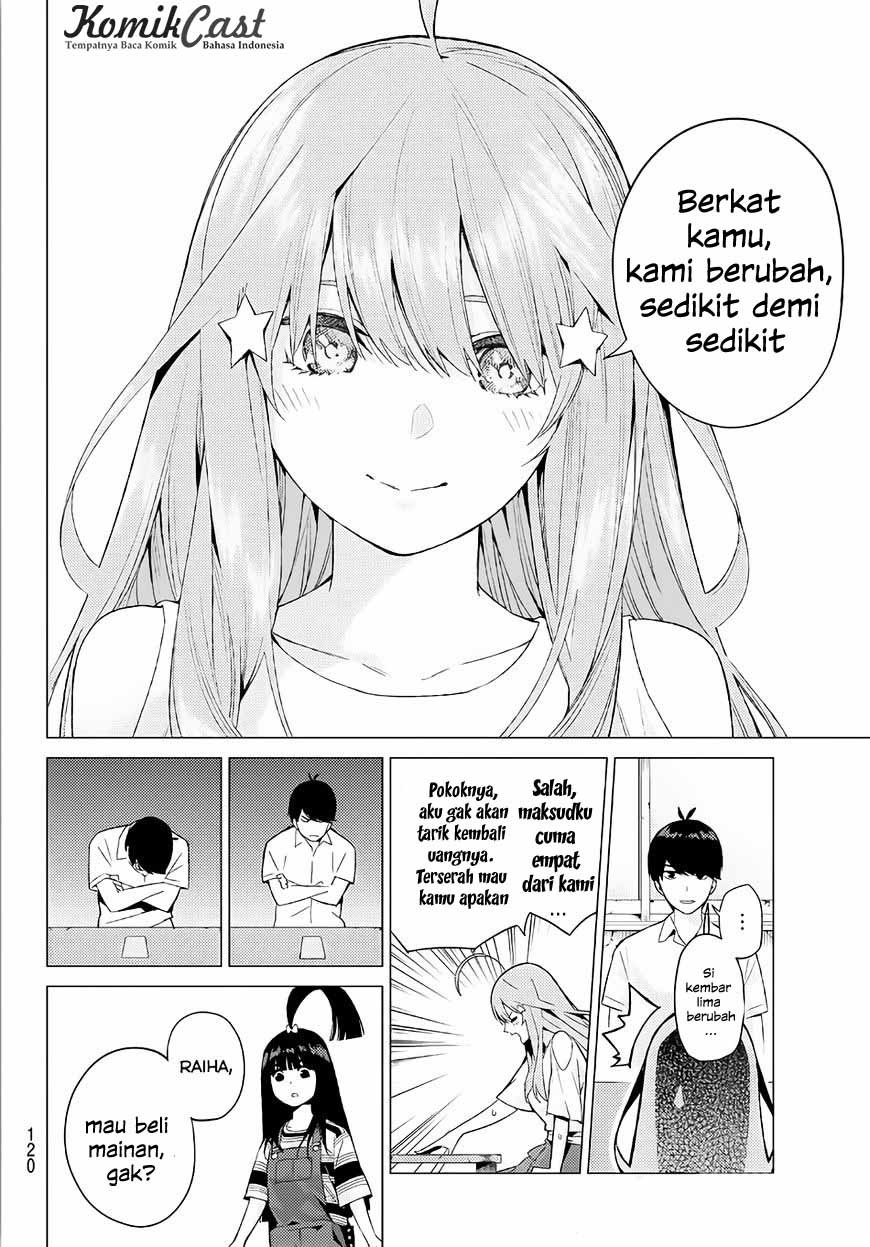 KomikCast
Tempatnya Baca Komik Bahasa Indonesia
Berkat
kamu,
kami berubah,
sedikit demi
sedikit
...
Si
kembar
lima
berubah
...
Salah,
maksudku
cuma
empat
dari kami
...
Pokoknya,
aku gak akan
tarik kembali
uangnya.
Terserah mau
kamu apakan
RAIHA,
mau beli
mainan,
gak?
120